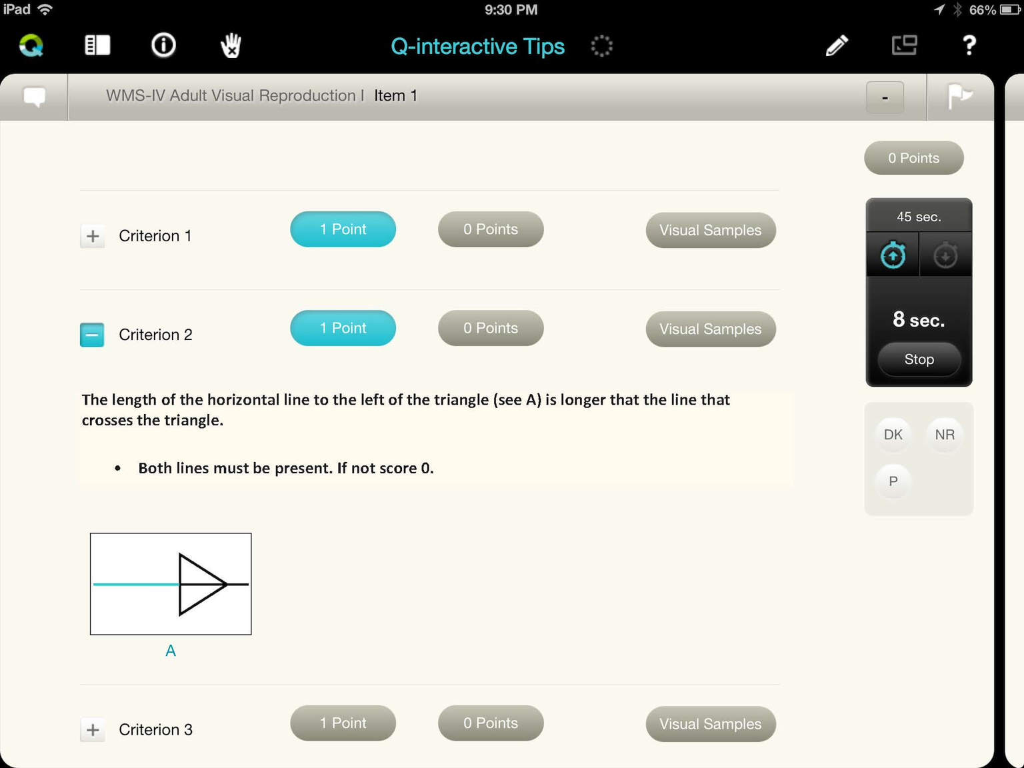 iPad 9:30 PM 66%
i Q-interactive Tips ?
WMS-IV Adult Visual Reproduction I Item 1 -
0 Points
45 sec.
8 sec.
Stop
DK NR
P
+ Criterion 1 1 Point 0 Points Visual Samples
− Criterion 2 1 Point 0 Points Visual Samples
The length of the horizontal line to the left of the triangle (see A) is longer that the line that
crosses the triangle.
• Both lines must be present. If not score 0.
A
+ Criterion 3 1 Point 0 Points Visual Samples